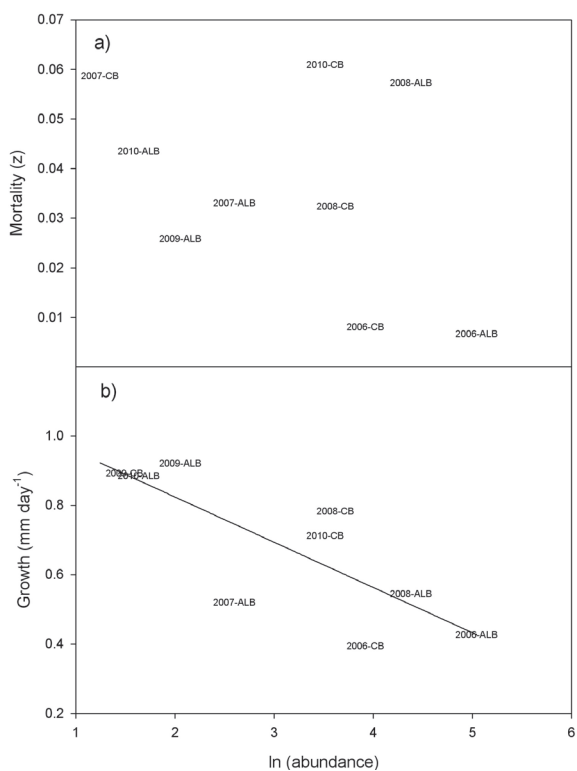 0.07
a)
2010-CB
2007-CB
2008-ALB
0.06
0.05
2010-ALB
0.04
Mortality (z)
2007-ALB
2008-CB
0.03
2009-ALB
0.02
2006-CB
2006-ALB
0.01
b)
1.0
2009-ALB
2009-CB
2010-ALB
0.8
2008-CB
2010-CB
Growth (mm day-1)
0.6
2008-ALB
2007-ALB
2006-ALB
0.4
2006-CB
0.2
1 2 3 4 5 6
ln (abundance)